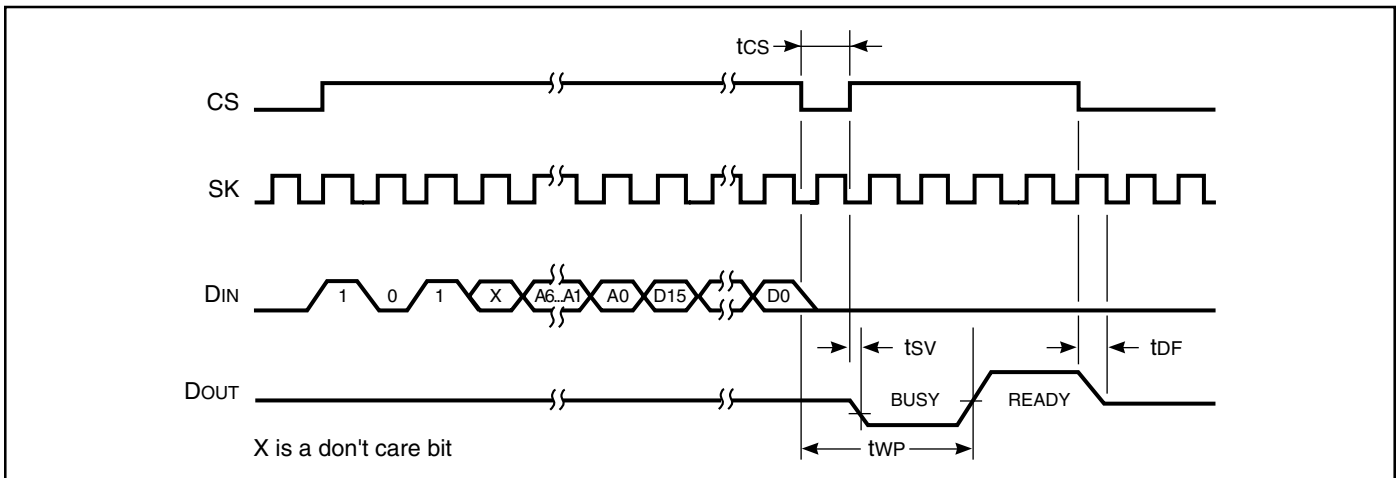 tCS
CS
SK
DIN
1 0 1 X A6...A1 A0 D15 D0
tSV
tDF
DOUT
BUSY READY
X is a don't care bit
tWP